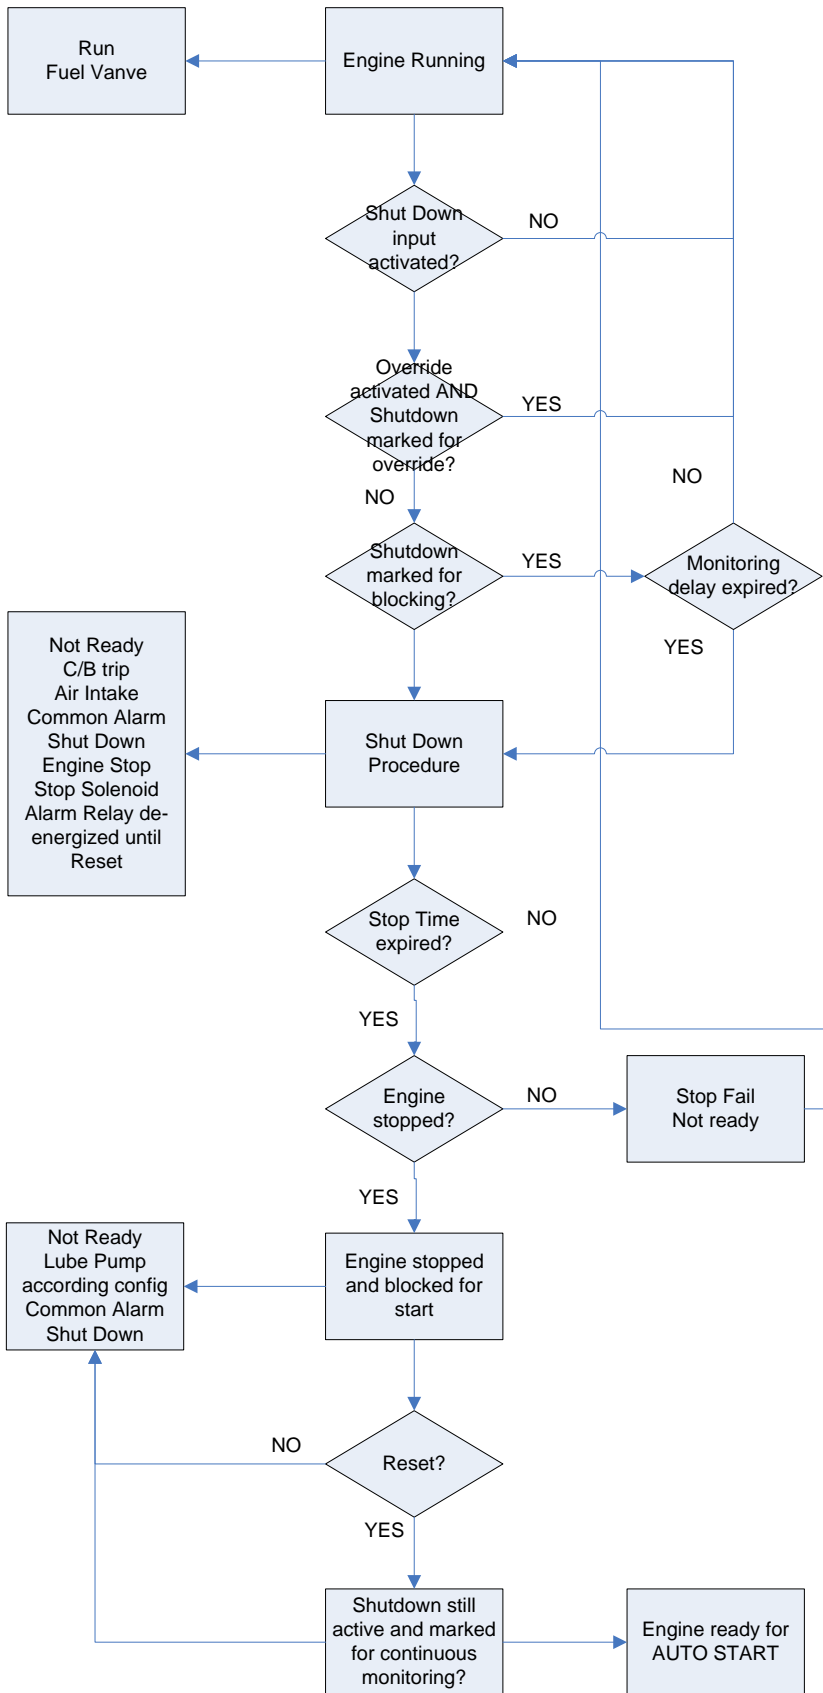 Run
Fuel Vanve
Engine Running
Shut Down
input
activated?
NO
Override
activated AND
Shutdown
marked for
override?
YES
NO
NO
Shutdown
marked for
blocking?
YES
Monitoring
delay expired?
YES
Not Ready
C/B trip
Air Intake
Common Alarm
Shut Down
Engine Stop
Stop Solenoid
Alarm Relay de-
energized until
Reset
Shut Down
Procedure
Stop Time
expired?
NO
YES
Engine
stopped?
NO
Stop Fail
Not ready
YES
Not Ready
Lube Pump
according config
Common Alarm
Shut Down
Engine stopped
and blocked for
start
Reset?
NO
YES
Shutdown still
active and marked
for continuous
monitoring?
Engine ready for
AUTO START